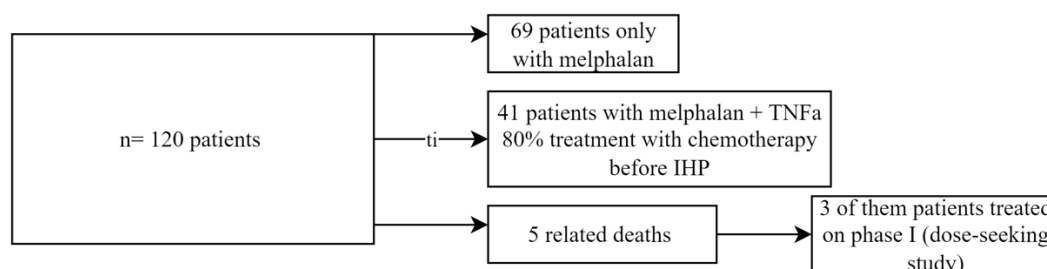 69 patients only
with melphalan
n= 120 patients
ti
41 patients with melphalan + TNFa
80% treatment with chemotherapy
before IHP
5 related deaths
3 of them patients treated
on phase I (dose-seeking
study)